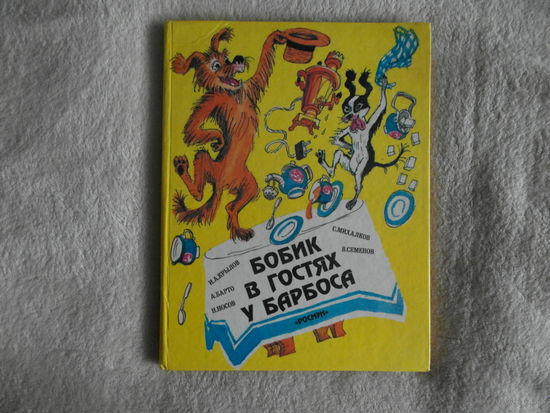 И.А.КРЫЛОВ
А.БАРТО
Н.НОСОВ
С.МИХАЛКОВ
В.СЕМЕНОВ
БОБИК
В ГОСТЯХ
У БАРБОСА
"РОСМЭН"